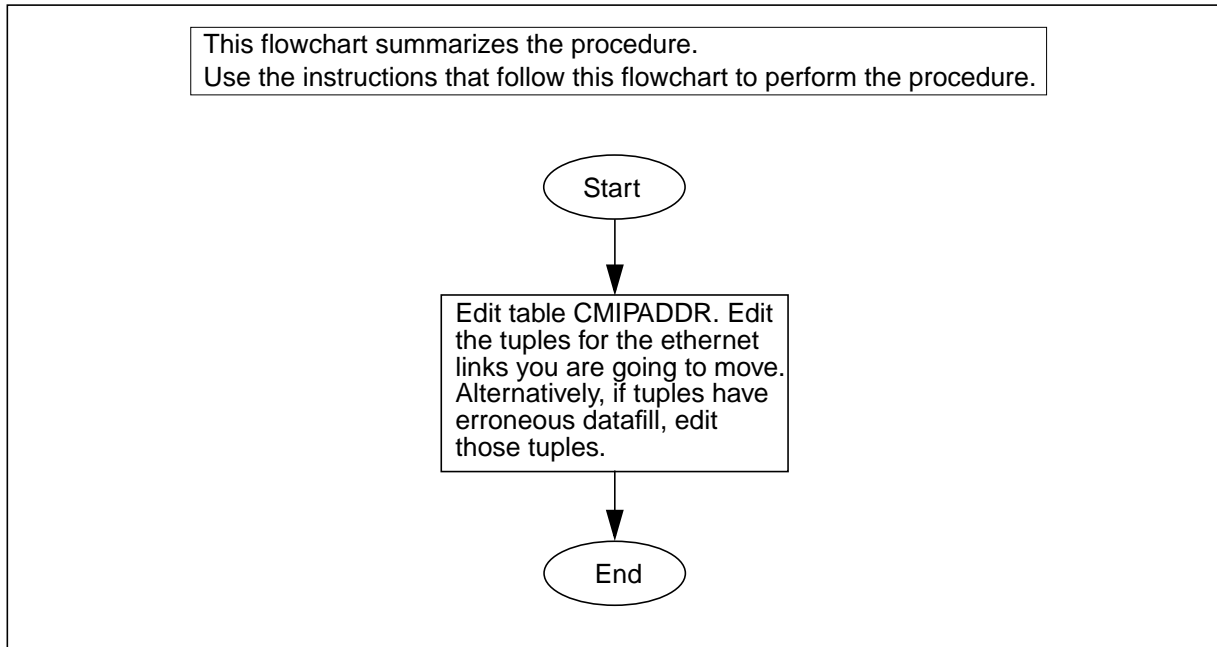 This flowchart summarizes the procedure.
Use the instructions that follow this flowchart to perform the procedure.
Start
Edit table CMIPADDR. Edit
the tuples for the ethernet
links you are going to move.
Alternatively, if tuples have
erroneous datafill, edit
those tuples.
End